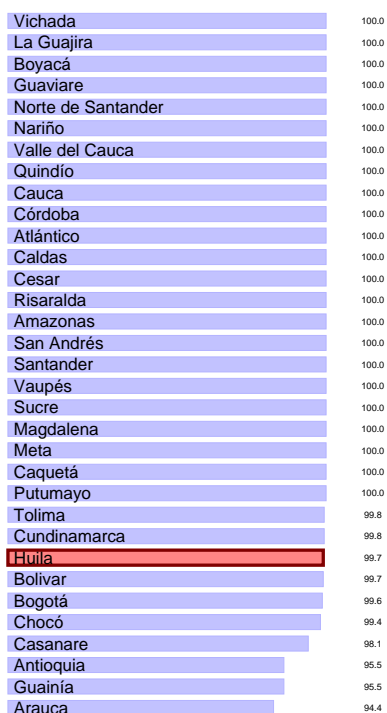 Vichada 100.0
La Guajira 100.0
Boyacá 100.0
Guaviare 100.0
Norte de Santander 100.0
Nariño 100.0
Valle del Cauca 100.0
Quindío 100.0
Cauca 100.0
Córdoba 100.0
Atlántico 100.0
Caldas 100.0
Cesar 100.0
Risaralda 100.0
Amazonas 100.0
San Andrés 100.0
Santander 100.0
Vaupés 100.0
Sucre 100.0
Magdalena 100.0
Meta 100.0
Caquetá 100.0
Putumayo 100.0
Tolima 99.8
Cundinamarca 99.8
Huila 99.7
Bolivar 99.7
Bogotá 99.6
Chocó 99.4
Casanare 98.1
Antioquia 95.5
Guainía 95.5
Arauca 94.4